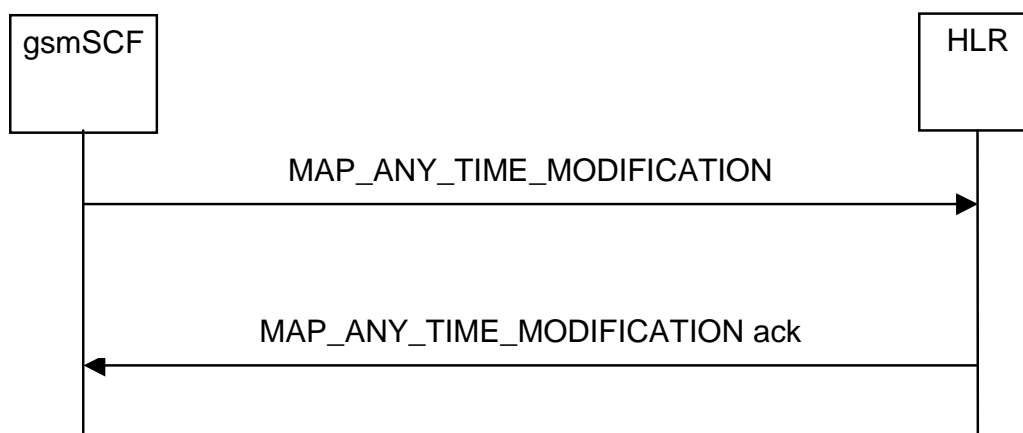 gsmSCF
HLR
MAP_ANY_TIME_MODIFICATION
MAP_ANY_TIME_MODIFICATION ack